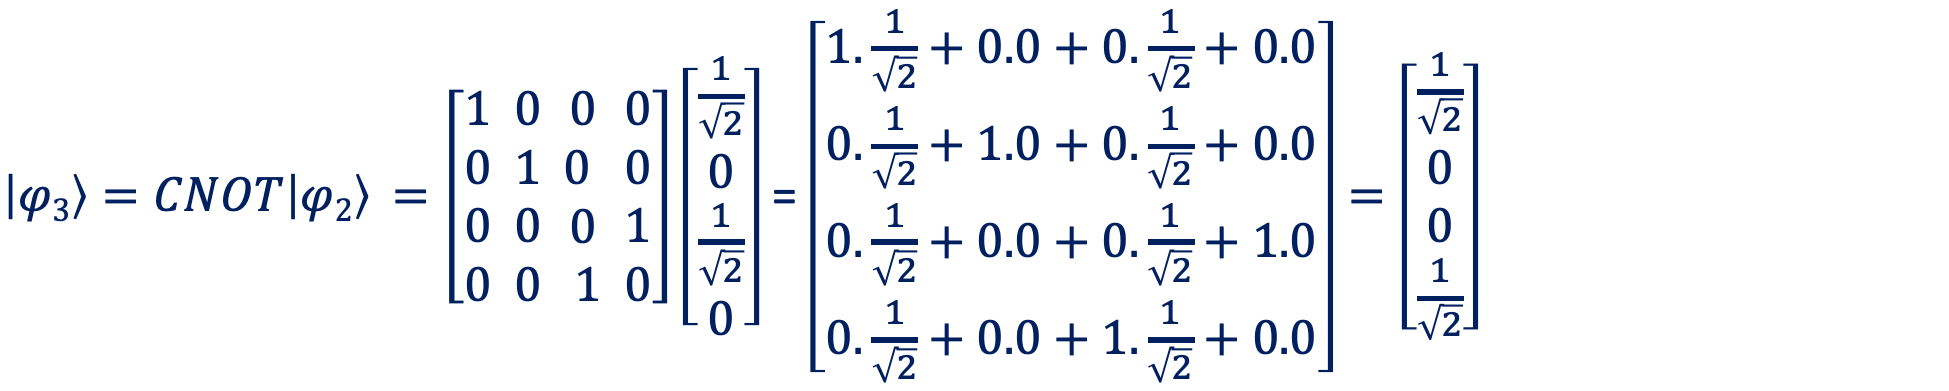 |φ₃⟩ = CNOT|φ₂⟩ = [1 0 0 0; 0 1 0 0; 0 0 0 1; 0 0 1 0] [1/√2; 0; 1/√2; 0] = [1.1/√2 + 0.0 + 0.1/√2 + 0.0; 0.1/√2 + 1.0 + 0.1/√2 + 0.0; 0.1/√2 + 0.0 + 0.1/√2 + 1.0; 0.1/√2 + 0.0 + 1.1/√2 + 0.0] = [1/√2; 0; 0; 1/√2]